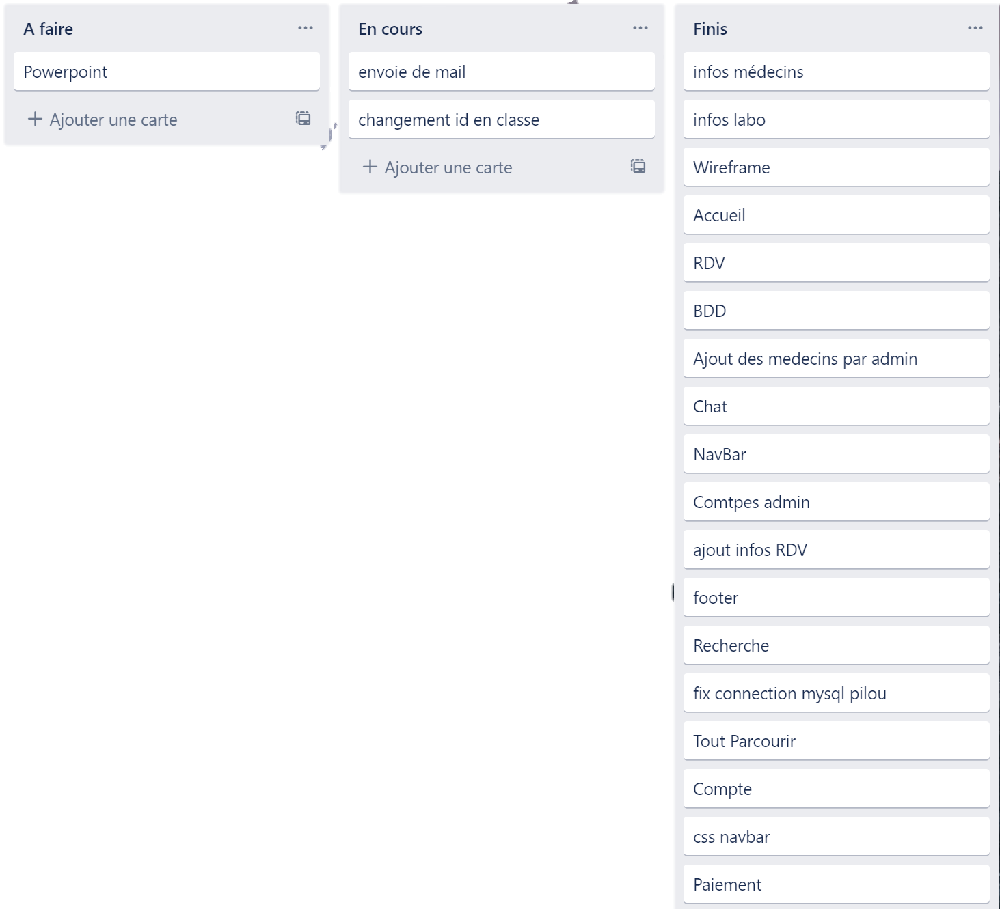 A faire
Powerpoint
Ajouter une carte
En cours
envoie de mail
changement id en classe
Ajouter une carte
Finis
infos médecins
infos labo
Wireframe
Accueil
RDV
BDD
Ajout des medecins par admin
Chat
NavBar
Comtpes admin
ajout infos RDV
footer
Recherche
fix connection mysql pilou
Tout Parcourir
Compte
css navbar
Paiement